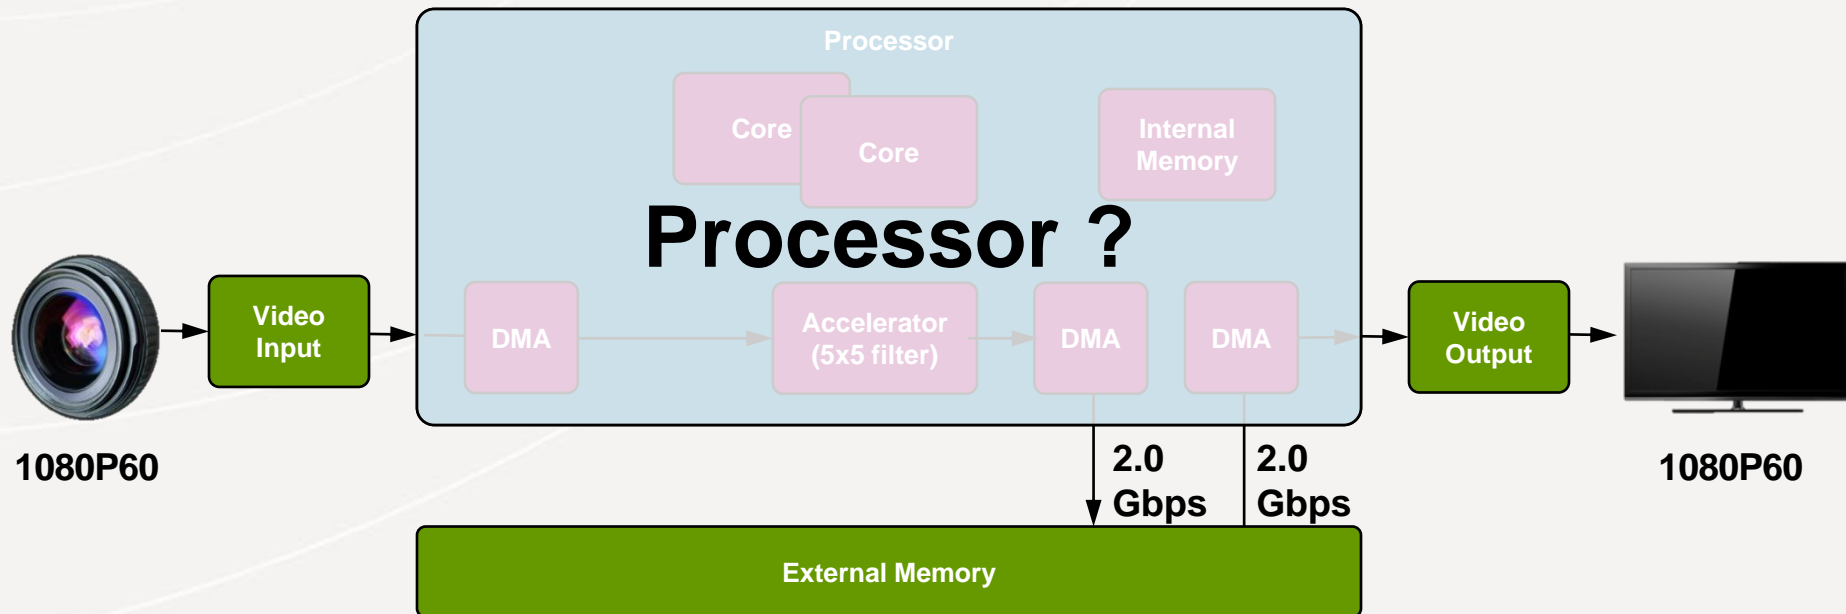 Processor
Core
Core
Internal
Memory
Processor ?
Video
Input
DMA
Accelerator
(5x5 filter)
DMA
DMA
Video
Output
1080P60
2.0
Gbps
2.0
Gbps
1080P60
External Memory